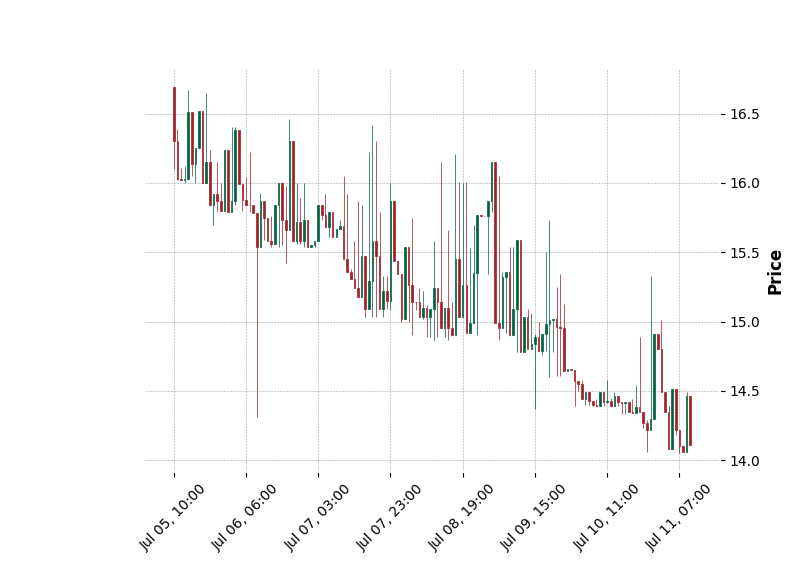 16.5
16.0
15.5
15.0
14.5
14.0
Price
Jul 05, 10:00
Jul 06, 06:00
Jul 07, 03:00
Jul 07, 23:00
Jul 08, 19:00
Jul 09, 15:00
Jul 10, 11:00
Jul 11, 07:00